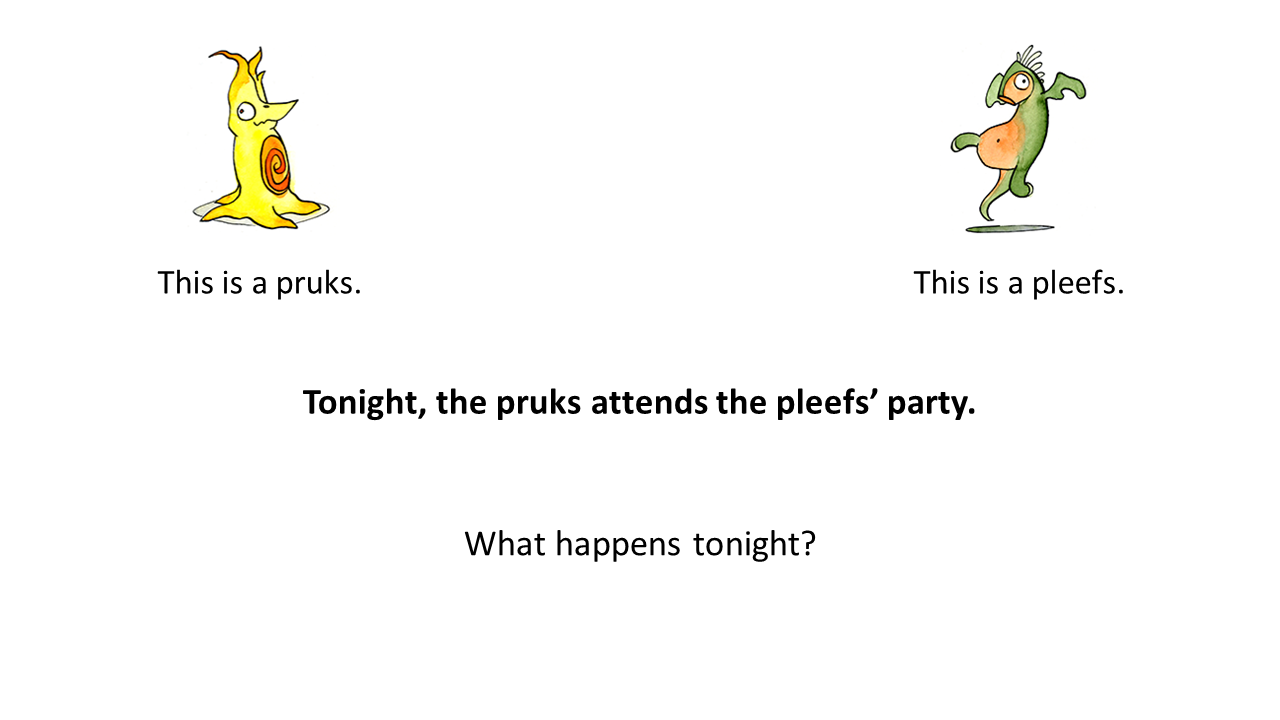 This is a pruks.
This is a pleefs.
Tonight, the pruks attends the pleefs’ party.
What happens tonight?